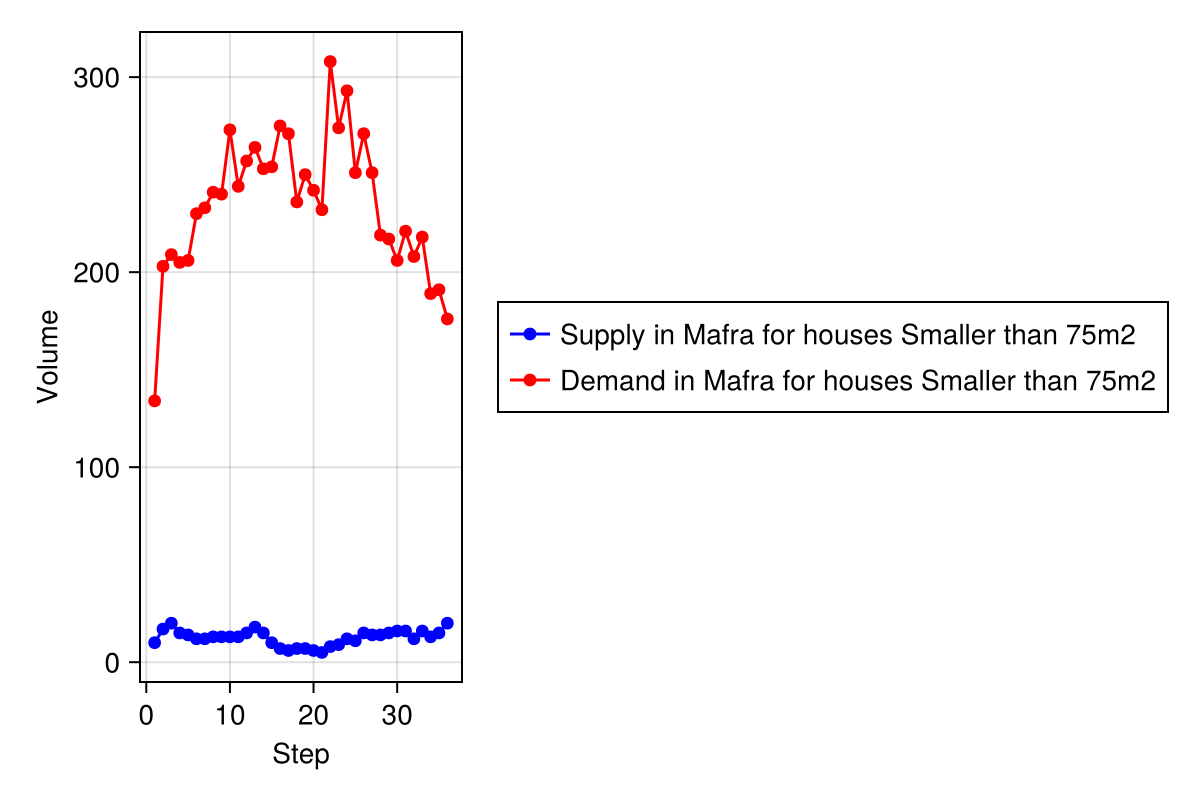 Volume
300
200
100
0
0 10 20 30
Step
Supply in Mafra for houses Smaller than 75m2
Demand in Mafra for houses Smaller than 75m2